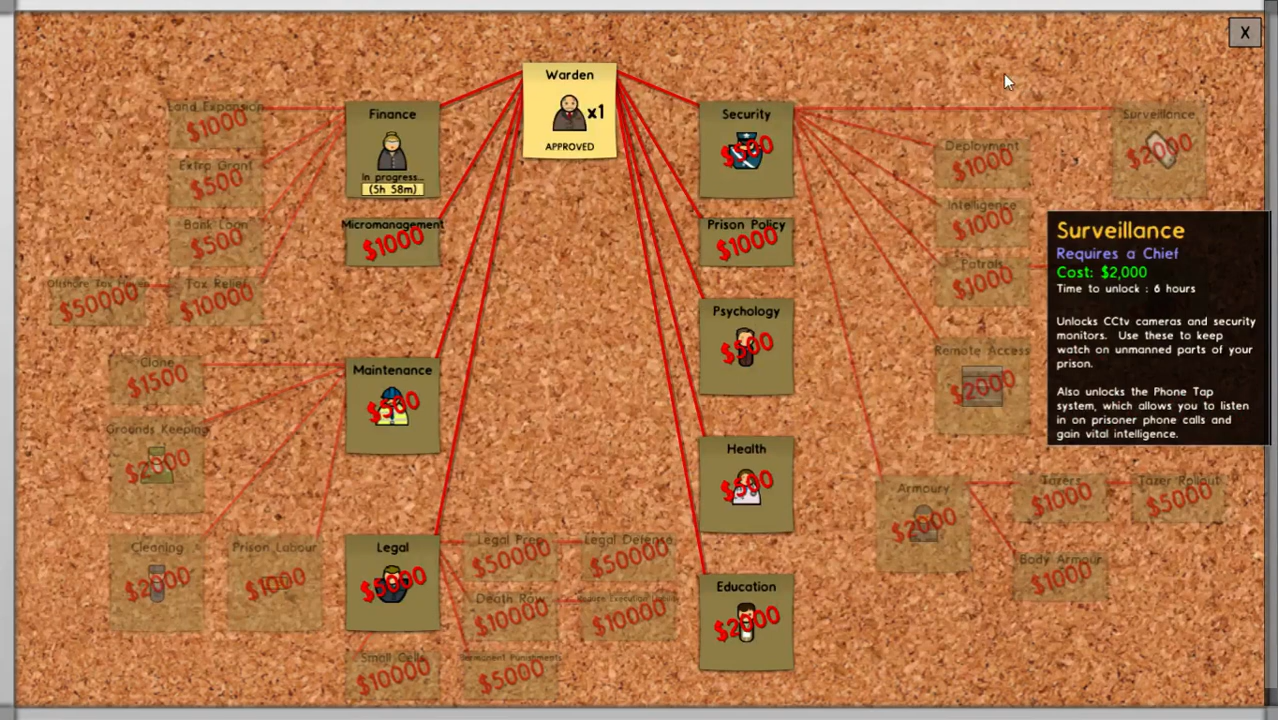 X
Warden
x1
APPROVED
Finance
In progress...
(5h 58m)
Land Expansion
$1000
Extra Grant
$500
Bank Loan
$500
Offshore Tax Haven
$50000
Tax Relief
$10000
Micromanagement
$1000
Maintenance
$500
Clone
$1500
Grounds Keeping
$2000
Cleaning
$2000
Prison Labour
$1000
Legal
$5000
Legal Prep
$50000
Legal Defense
$50000
Death Row
$10000
$10000
Small Cells
$10000
Permanent Punishments
$5000
Security
$500
Prison Policy
$1000
Psychology
$500
Health
$500
Education
$2000
Deployment
$1000
Intelligence
$1000
Patrols
$1000
Remote Access
$2000
Armoury
$2000
Tazers
$1000
Tazer Rollout
$5000
Body Armour
$1000
Surveillance
$2000
Surveillance
Requires a Chief
Cost: $2,000
Time to unlock : 6 hours
Unlocks CCtv cameras and security
monitors. Use these to keep
watch on unmanned parts of your
prison.
Also unlocks the Phone Tap
system, which allows you to listen
in on prisoner phone calls and
gain vital intelligence.